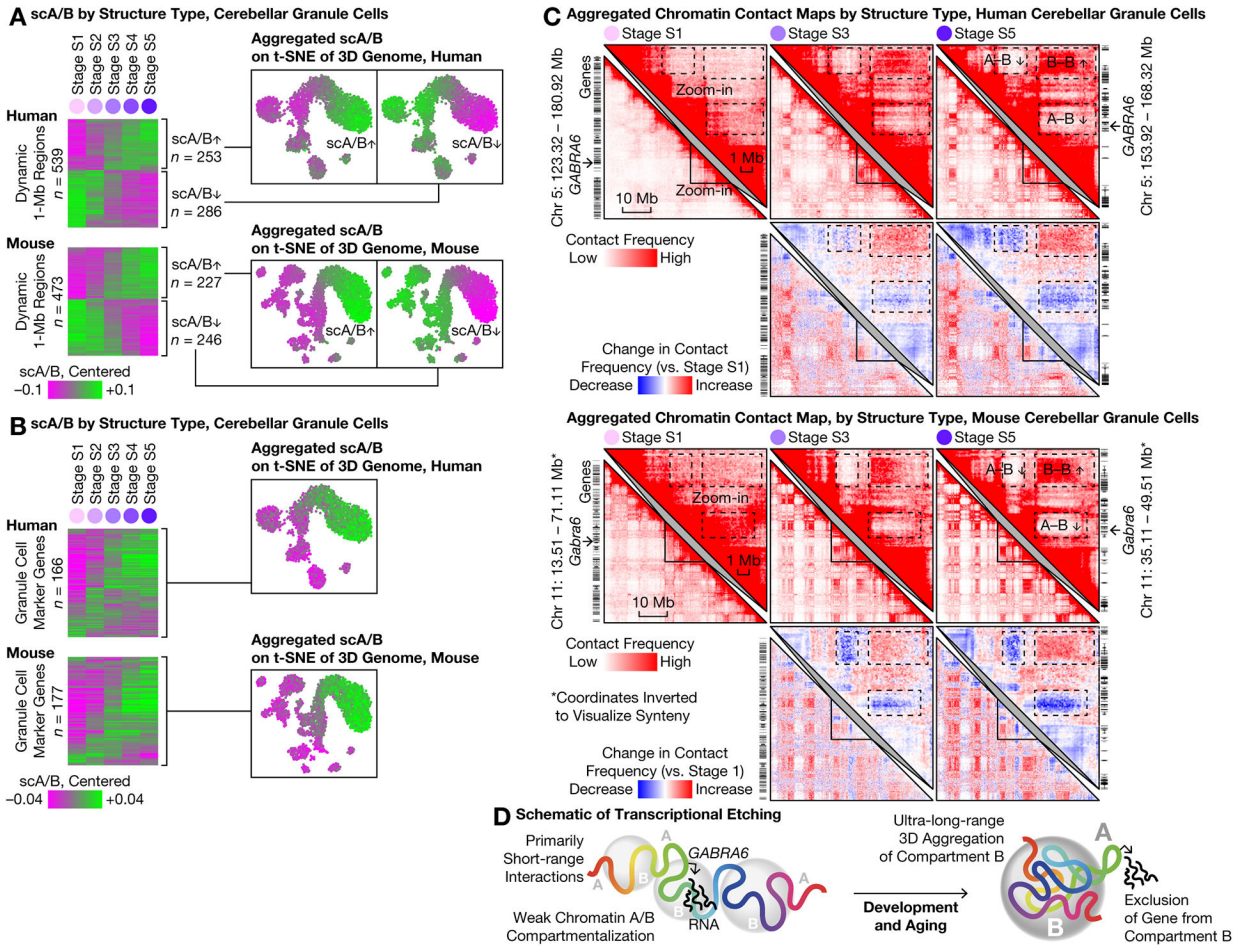 A scA/B by Structure Type, Cerebellar Granule Cells
Stage S1
Stage S2
Stage S3
Stage S4
Stage S5
Aggregated scA/B
on t-SNE of 3D Genome, Human
Human
Dynamic
1-Mb Regions
n = 539
scA/B↑
n = 253
scA/B↓
n = 286
scA/B↑
scA/B↓
Mouse
Dynamic
1-Mb Regions
n = 473
scA/B↑
n = 227
scA/B↓
n = 246
Aggregated scA/B
on t-SNE of 3D Genome, Mouse
scA/B↑
scA/B↓
scA/B, Centered
−0.1
+0.1
B scA/B by Structure Type, Cerebellar Granule Cells
Stage S1
Stage S2
Stage S3
Stage S4
Stage S5
Aggregated scA/B
on t-SNE of 3D Genome, Human
Human
Granule Cell
Marker Genes
n = 166
Mouse
Granule Cell
Marker Genes
n = 177
Aggregated scA/B
on t-SNE of 3D Genome, Mouse
scA/B, Centered
−0.04
+0.04
C Aggregated Chromatin Contact Maps by Structure Type, Human Cerebellar Granule Cells
Stage S1
Stage S3
Stage S5
Chr 5: 123.32 – 180.92 Mb
GABRA6
Genes
Zoom-in
1 Mb
Zoom-in
10 Mb
A–B ↓
B–B ↑
A–B ↓
GABRA6
Chr 5: 153.92 – 168.32 Mb
Contact Frequency
Low
High
Change in Contact
Frequency (vs. Stage S1)
Decrease
Increase
Aggregated Chromatin Contact Map, by Structure Type, Mouse Cerebellar Granule Cells
Stage S1
Stage S3
Stage S5
Chr 11: 13.51 – 71.11 Mb*
Gabra6
Genes
Zoom-in
1 Mb
10 Mb
A–B ↓
B–B ↑
A–B ↓
Gabra6
Chr 11: 35.11 – 49.51 Mb*
Contact Frequency
Low
High
*Coordinates Inverted
to Visualize Synteny
Change in Contact
Frequency (vs. Stage 1)
Decrease
Increase
D Schematic of Transcriptional Etching
Primarily
Short-range
Interactions
Weak Chromatin A/B
Compartmentalization
A
B
A
B
GABRA6
RNA
B
A
Development
and Aging
Ultra-long-range
3D Aggregation
of Compartment B
A
B
Exclusion
of Gene from
Compartment B